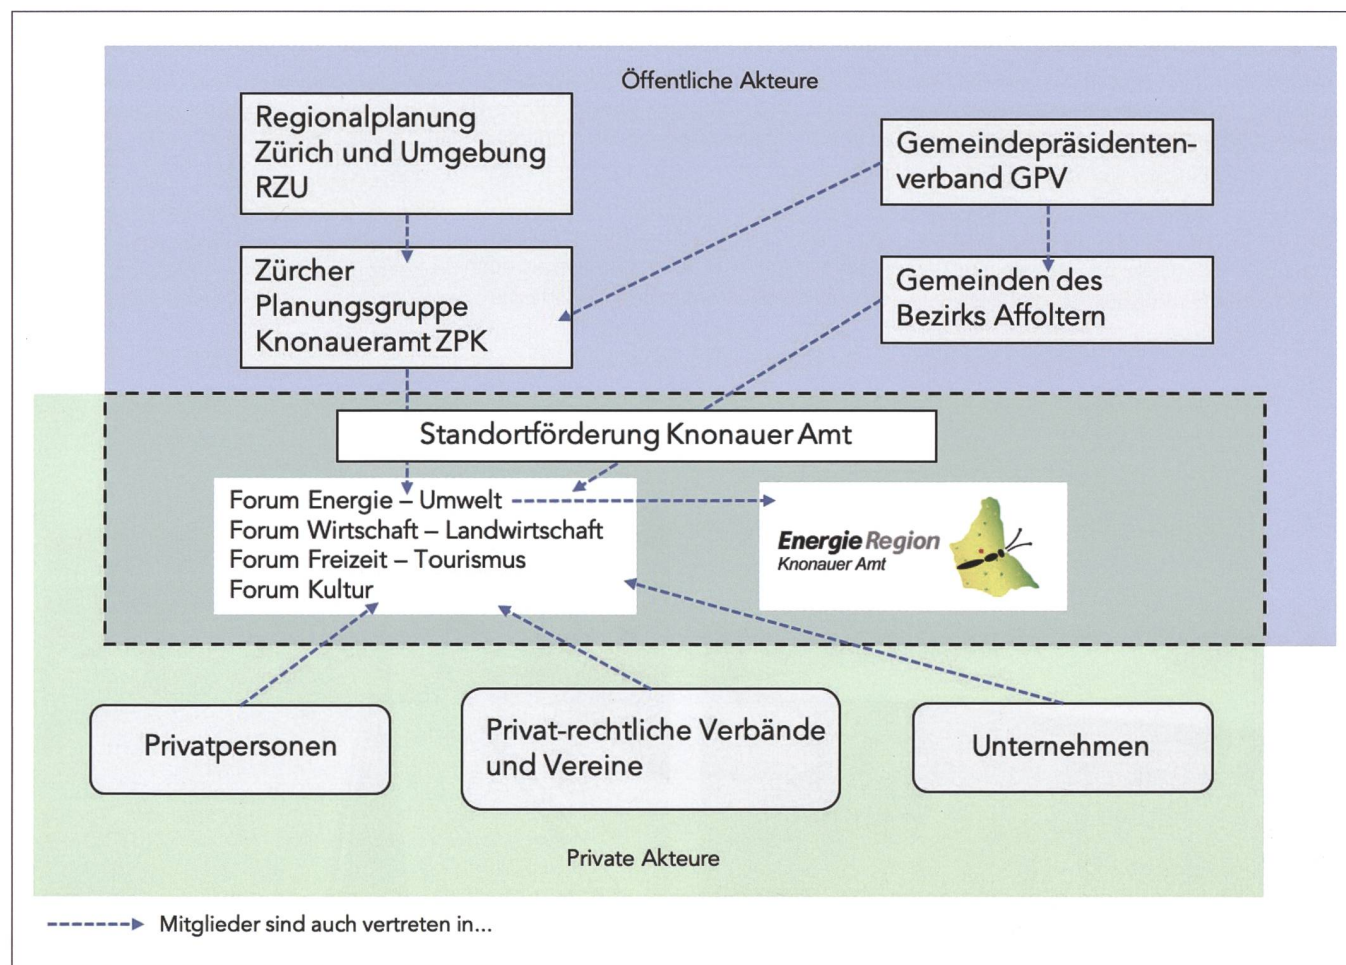 Öffentliche Akteure
Regionalplanung
Zürich und Umgebung
RZU
Gemeindepräsidenten-
verband GPV
Zürcher
Planungsgruppe
Knonaueramt ZPK
Gemeinden des
Bezirks Affoltern
Standortförderung Knonauer Amt
Forum Energie – Umwelt
Forum Wirtschaft – Landwirtschaft
Forum Freizeit – Tourismus
Forum Kultur
EnergieRegion
Knonauer Amt
Privatpersonen
Privat-rechtliche Verbände
und Vereine
Unternehmen
Private Akteure
Mitglieder sind auch vertreten in...